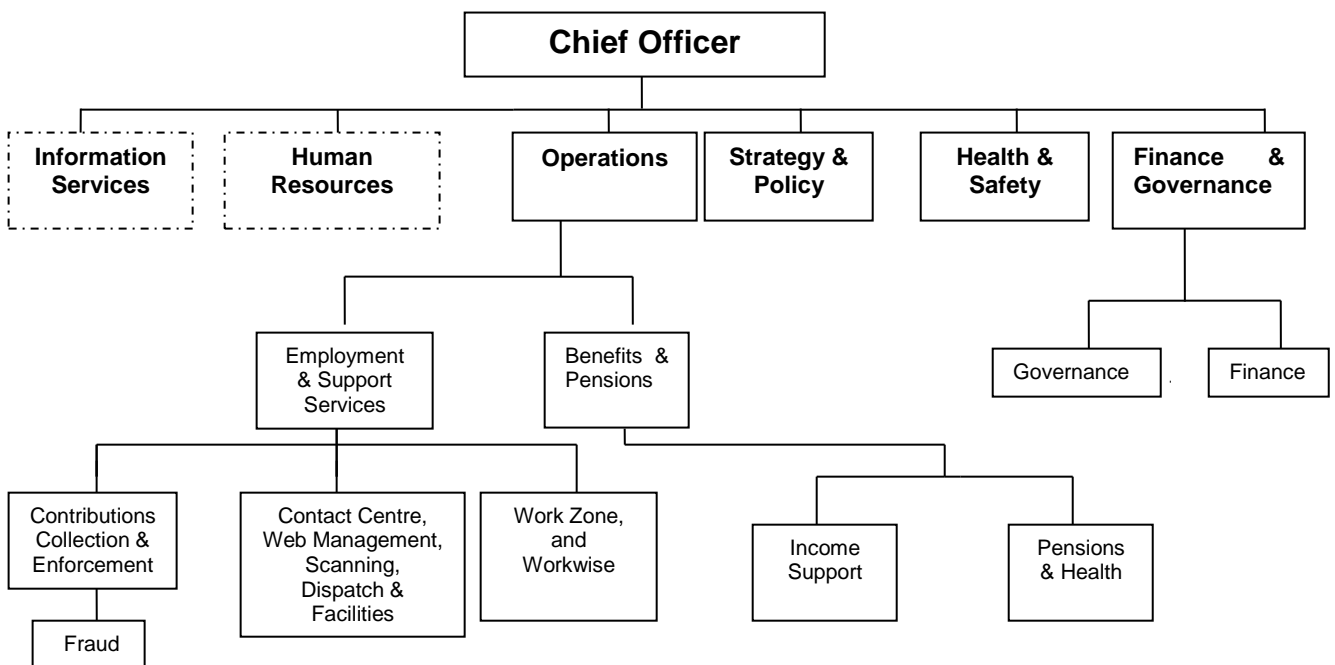 Chief Officer
Information
Services
Human
Resources
Operations
Strategy &
Policy
Health &
Safety
Finance &
Governance
Employment
& Support
Services
Benefits &
Pensions
Governance
.
Finance
Contributions
Collection &
Enforcement
Contact Centre,
Web Management,
Scanning,
Dispatch &
Facilities
Work Zone,
and
Workwise
Income
Support
Pensions
& Health
Fraud